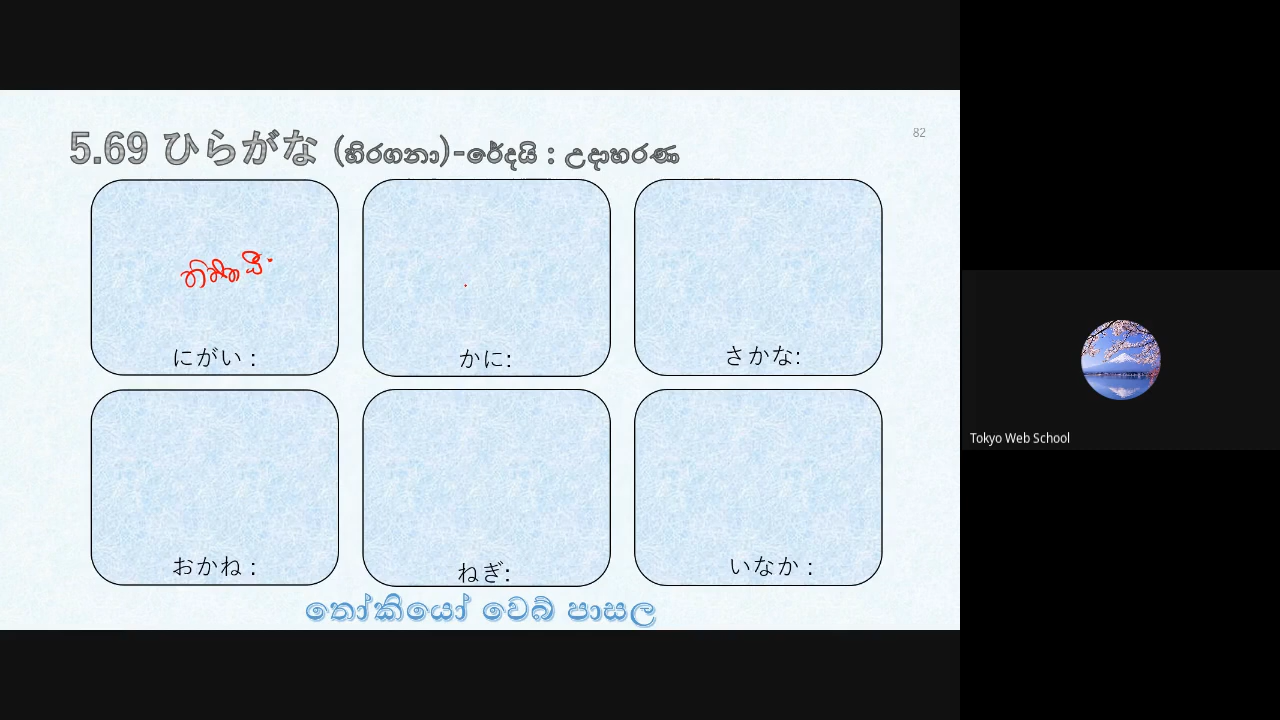 82
5.69 ひらがな (හිරගනා)-රේදයි : උදාහරණ
තිත්තයි.
にがい :
かに:
さかな:
おかね :
ねぎ:
いなか :
තෝකියෝ වෙබ් පාසල
Tokyo Web School